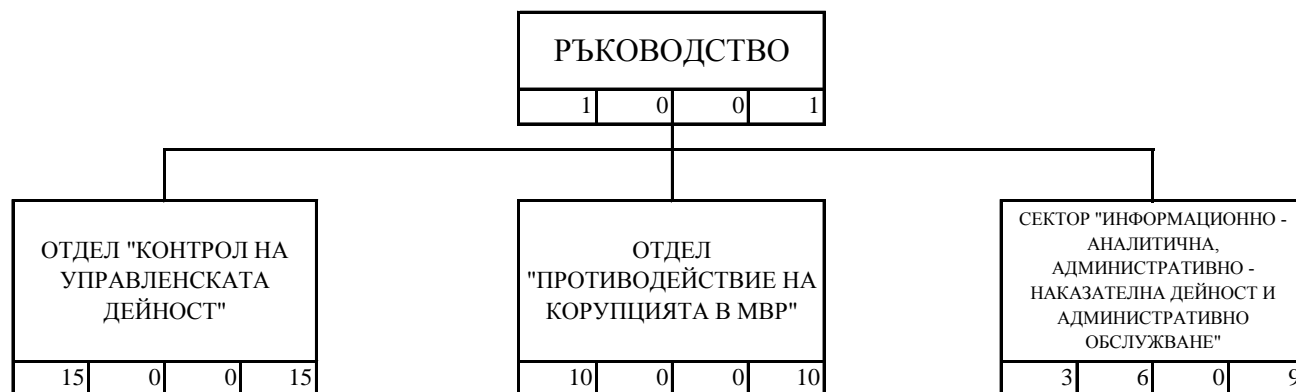 РЪКОВОДСТВО
1 0 0 1
ОТДЕЛ "КОНТРОЛ НА
УПРАВЛЕНСКАТА
ДЕЙНОСТ"
15 0 0 15
ОТДЕЛ
"ПРОТИВОДЕЙСТВИЕ НА
КОРУПЦИЯТА В МВР"
10 0 0 10
СЕКТОР "ИНФОРМАЦИОННО -
АНАЛИТИЧНА,
АДМИНИСТРАТИВНО -
НАКАЗАТЕЛНА ДЕЙНОСТ И
АДМИНИСТРАТИВНО
ОБСЛУЖВАНЕ"
3 6 0 9